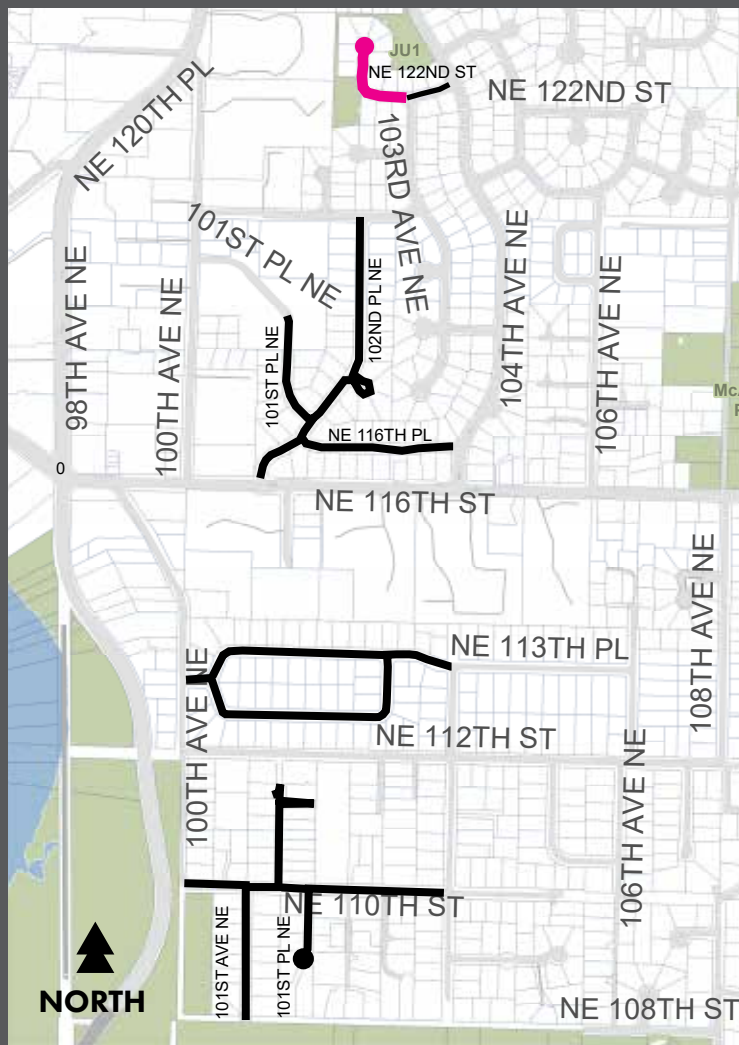 JU1
NE 122ND ST
NE 122ND ST
NE 120TH PL
103RD AVE NE
101ST PL NE
98TH AVE NE
100TH AVE NE
101ST PL NE
102ND PL NE
104TH AVE NE
106TH AVE NE
NE 116TH PL
0
NE 116TH ST
108TH AVE NE
NE 113TH PL
100TH AVE NE
NE 112TH ST
106TH AVE NE
NE 110TH ST
101ST AVE NE
101ST PL NE
NORTH
NE 108TH ST